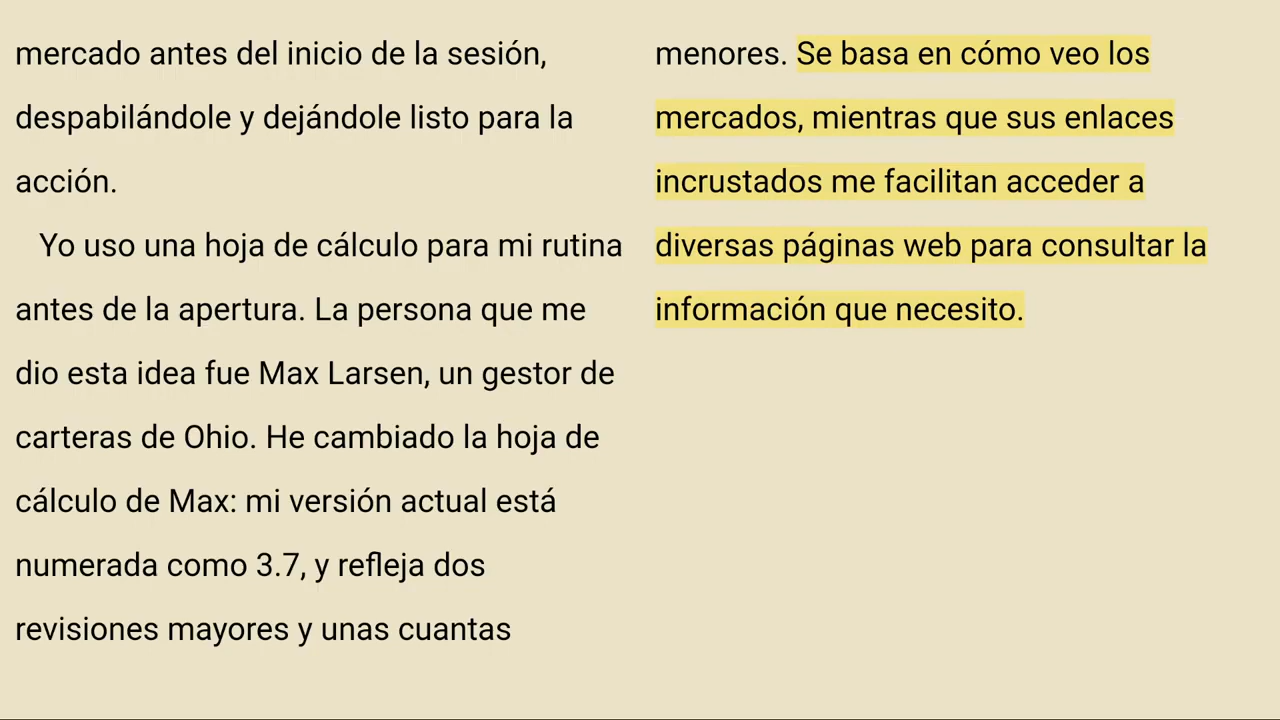 mercado antes del inicio de la sesión,
despabilándole y dejándole listo para la
acción.
Yo uso una hoja de cálculo para mi rutina
antes de la apertura. La persona que me
dio esta idea fue Max Larsen, un gestor de
carteras de Ohio. He cambiado la hoja de
cálculo de Max: mi versión actual está
numerada como 3.7, y refleja dos
revisiones mayores y unas cuantas
menores. Se basa en cómo veo los
mercados, mientras que sus enlaces
incrustados me facilitan acceder a
diversas páginas web para consultar la
información que necesito.